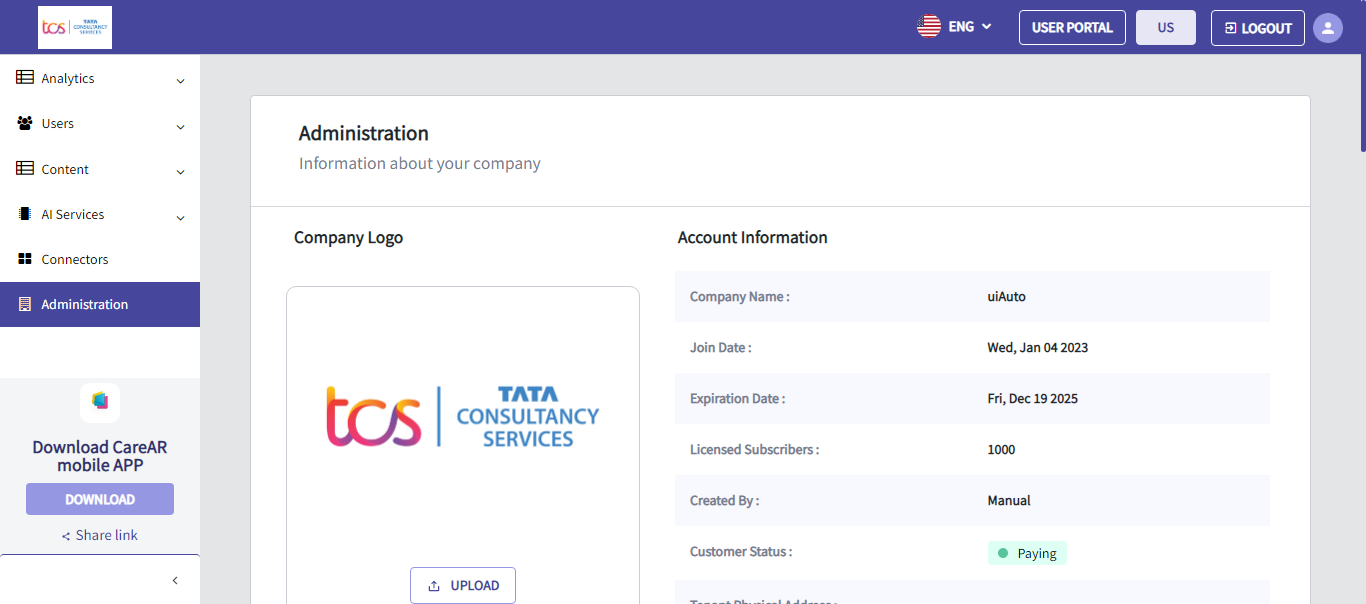 tcs TATA CONSULTANCY SERVICES
ENG
USER PORTAL
US
LOGOUT
Analytics
Users
Content
AI Services
Connectors
Administration
Download CareAR
mobile APP
DOWNLOAD
Share link
Administration
Information about your company
Company Logo
tcs
TATA
CONSULTANCY
SERVICES
UPLOAD
Account Information
Company Name : uiAuto
Join Date : Wed, Jan 04 2023
Expiration Date : Fri, Dec 19 2025
Licensed Subscribers : 1000
Created By : Manual
Customer Status : Paying
Tenant Physical Address :